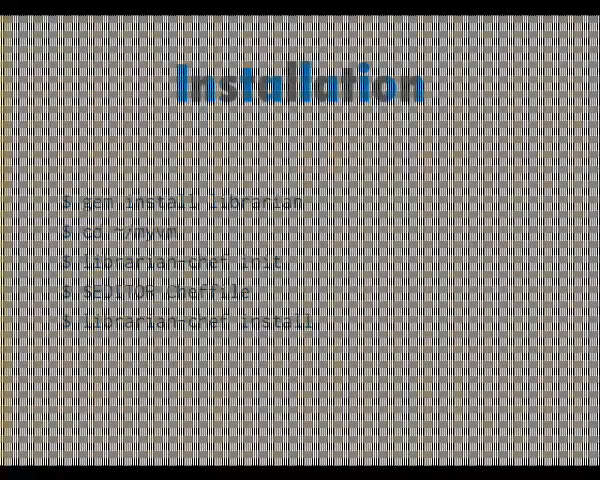 Installation
$ gem install librarian
$ cd ~/myvm
$ librarian-chef init
$ $EDITOR Cheffile
$ librarian-chef install